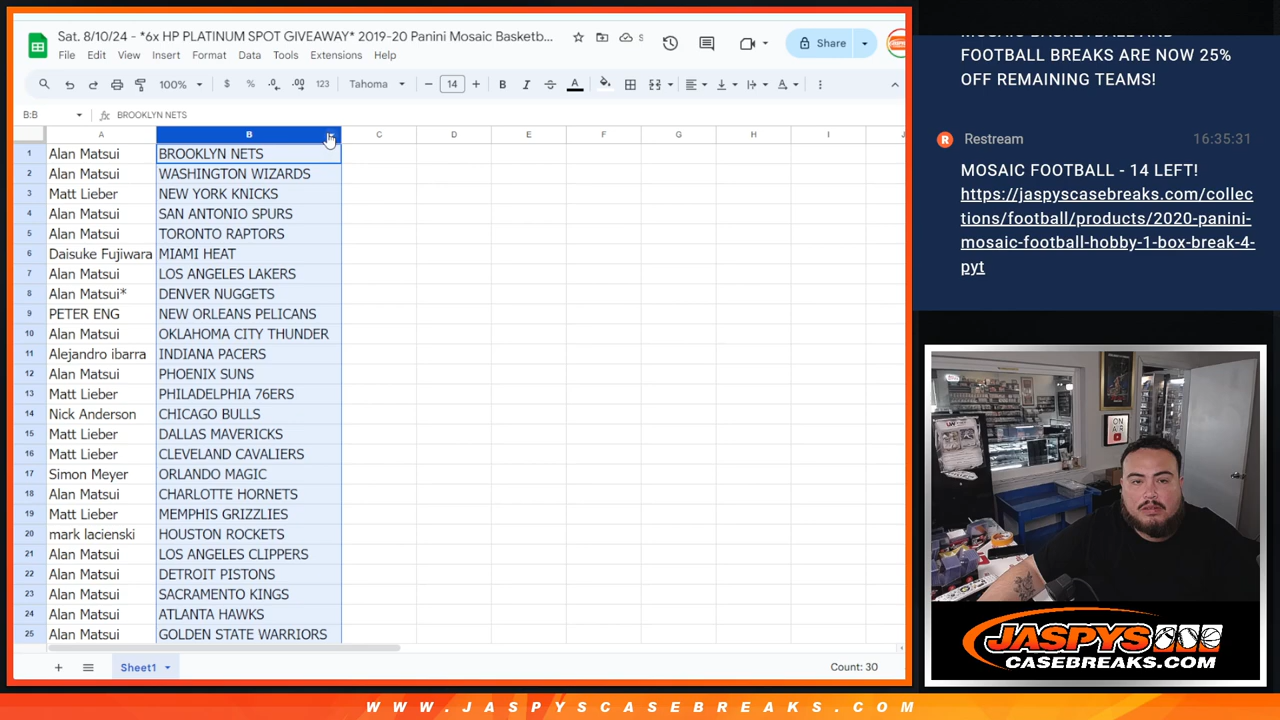 Sat. 8/10/24 - *6x HP PLATINUM SPOT GIVEAWAY* 2019-20 Panini Mosaic Basketb...
File Edit View Insert Format Data Tools Extensions Help
Share
100% $ % .0 .00 123 Tahoma 14 B I A
B:B fx BROOKLYN NETS
A B C D E F G H I
1 Alan Matsui BROOKLYN NETS
2 Alan Matsui WASHINGTON WIZARDS
3 Matt Lieber NEW YORK KNICKS
4 Alan Matsui SAN ANTONIO SPURS
5 Alan Matsui TORONTO RAPTORS
6 Daisuke Fujiwara MIAMI HEAT
7 Alan Matsui LOS ANGELES LAKERS
8 Alan Matsui* DENVER NUGGETS
9 PETER ENG NEW ORLEANS PELICANS
10 Alan Matsui OKLAHOMA CITY THUNDER
11 Alejandro ibarra INDIANA PACERS
12 Alan Matsui PHOENIX SUNS
13 Matt Lieber PHILADELPHIA 76ERS
14 Nick Anderson CHICAGO BULLS
15 Matt Lieber DALLAS MAVERICKS
16 Matt Lieber CLEVELAND CAVALIERS
17 Simon Meyer ORLANDO MAGIC
18 Alan Matsui CHARLOTTE HORNETS
19 Matt Lieber MEMPHIS GRIZZLIES
20 mark lacienski HOUSTON ROCKETS
21 Alan Matsui LOS ANGELES CLIPPERS
22 Alan Matsui DETROIT PISTONS
23 Alan Matsui SACRAMENTO KINGS
24 Alan Matsui ATLANTA HAWKS
25 Alan Matsui GOLDEN STATE WARRIORS
Sheet1
Count: 30
FOOTBALL BREAKS ARE NOW 25%
OFF REMAINING TEAMS!
R Restream 16:35:31
MOSAIC FOOTBALL - 14 LEFT!
https://jaspyscasebreaks.com/collec
tions/football/products/2020-panini-
mosaic-football-hobby-1-box-break-4-
pyt
ON
AIR
JASPYS
CASEBREAKS.COM
WWW.JASPYSCASEBREAKS.COM